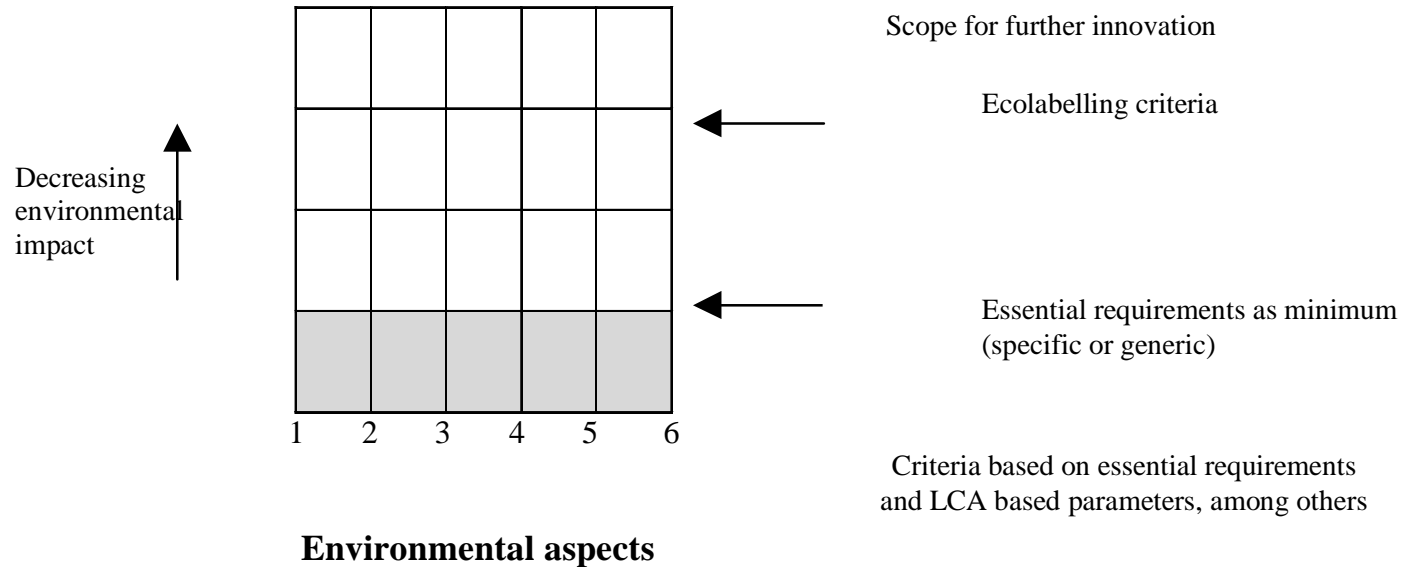 Scope for further innovation
Ecolabelling criteria
Decreasing
environmental
impact
Essential requirements as minimum
(specific or generic)
1 2 3 4 5 6
Criteria based on essential requirements
and LCA based parameters, among others
Environmental aspects